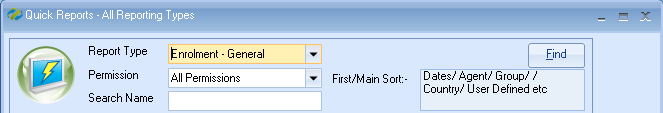 Quick Reports - All Reporting Types
Report Type
Enrolment - General
Find
Permission
All Permissions
First/Main Sort:-
Dates/ Agent/ Group/ /
Country/ User Defined etc
Search Name